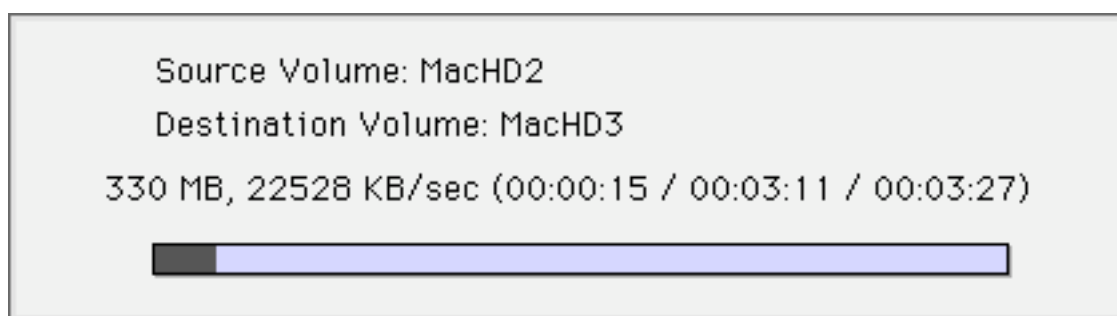 Source Volume: MacHD2
Destination Volume: MacHD3
330 MB, 22528 KB/sec (00:00:15 / 00:03:11 / 00:03:27)